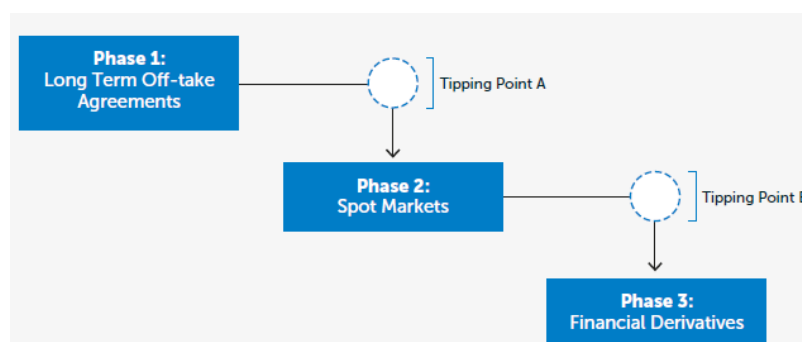 Phase 1:
Long Term Off-take
Agreements
Tipping Point A
Phase 2:
Spot Markets
Tipping Point B
Phase 3:
Financial Derivatives